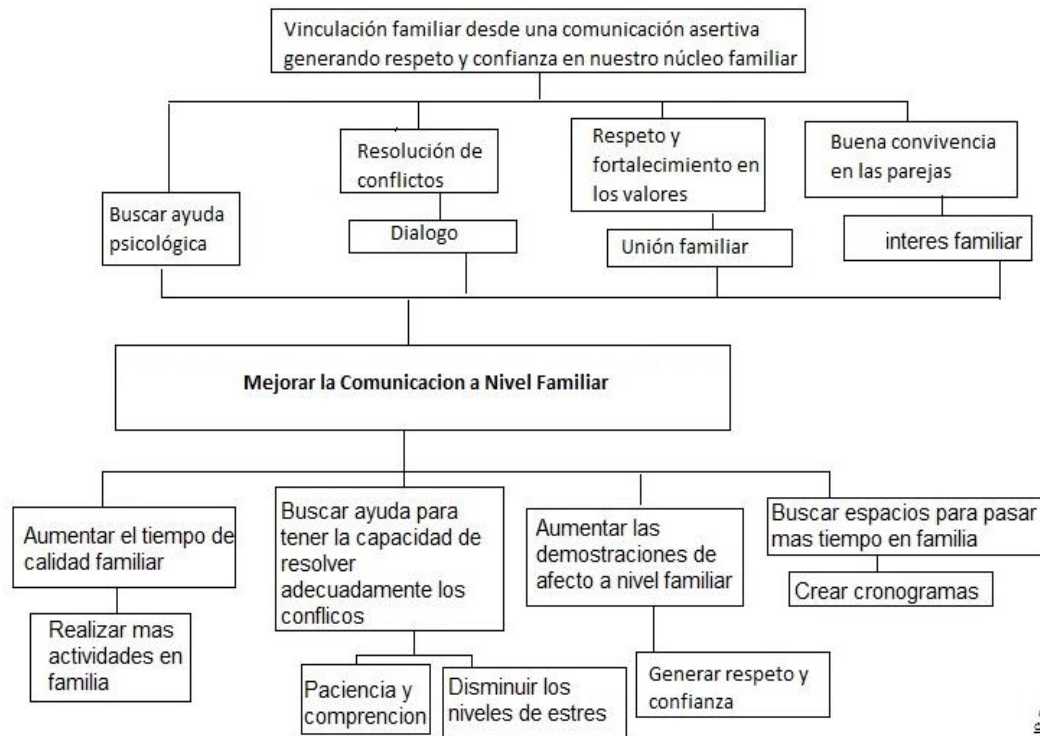 Vinculación familiar desde una comunicación asertiva
generando respeto y confianza en nuestro núcleo familiar
Buscar ayuda
psicológica
Resolución de
conflictos
Dialogo
Respeto y
fortalecimiento en
los valores
Unión familiar
Buena convivencia
en las parejas
interes familiar
Mejorar la Comunicacion a Nivel Familiar
Aumentar el tiempo de
calidad familiar
Realizar mas
actividades en
familia
Buscar ayuda para
tener la capacidad de
resolver
adecuadamente los
conflicos
Paciencia y
comprencion
Disminuir los
niveles de estres
Aumentar las
demostraciones de
afecto a nivel familiar
Generar respeto y
confianza
Buscar espacios para pasar
mas tiempo en familia
Crear cronogramas